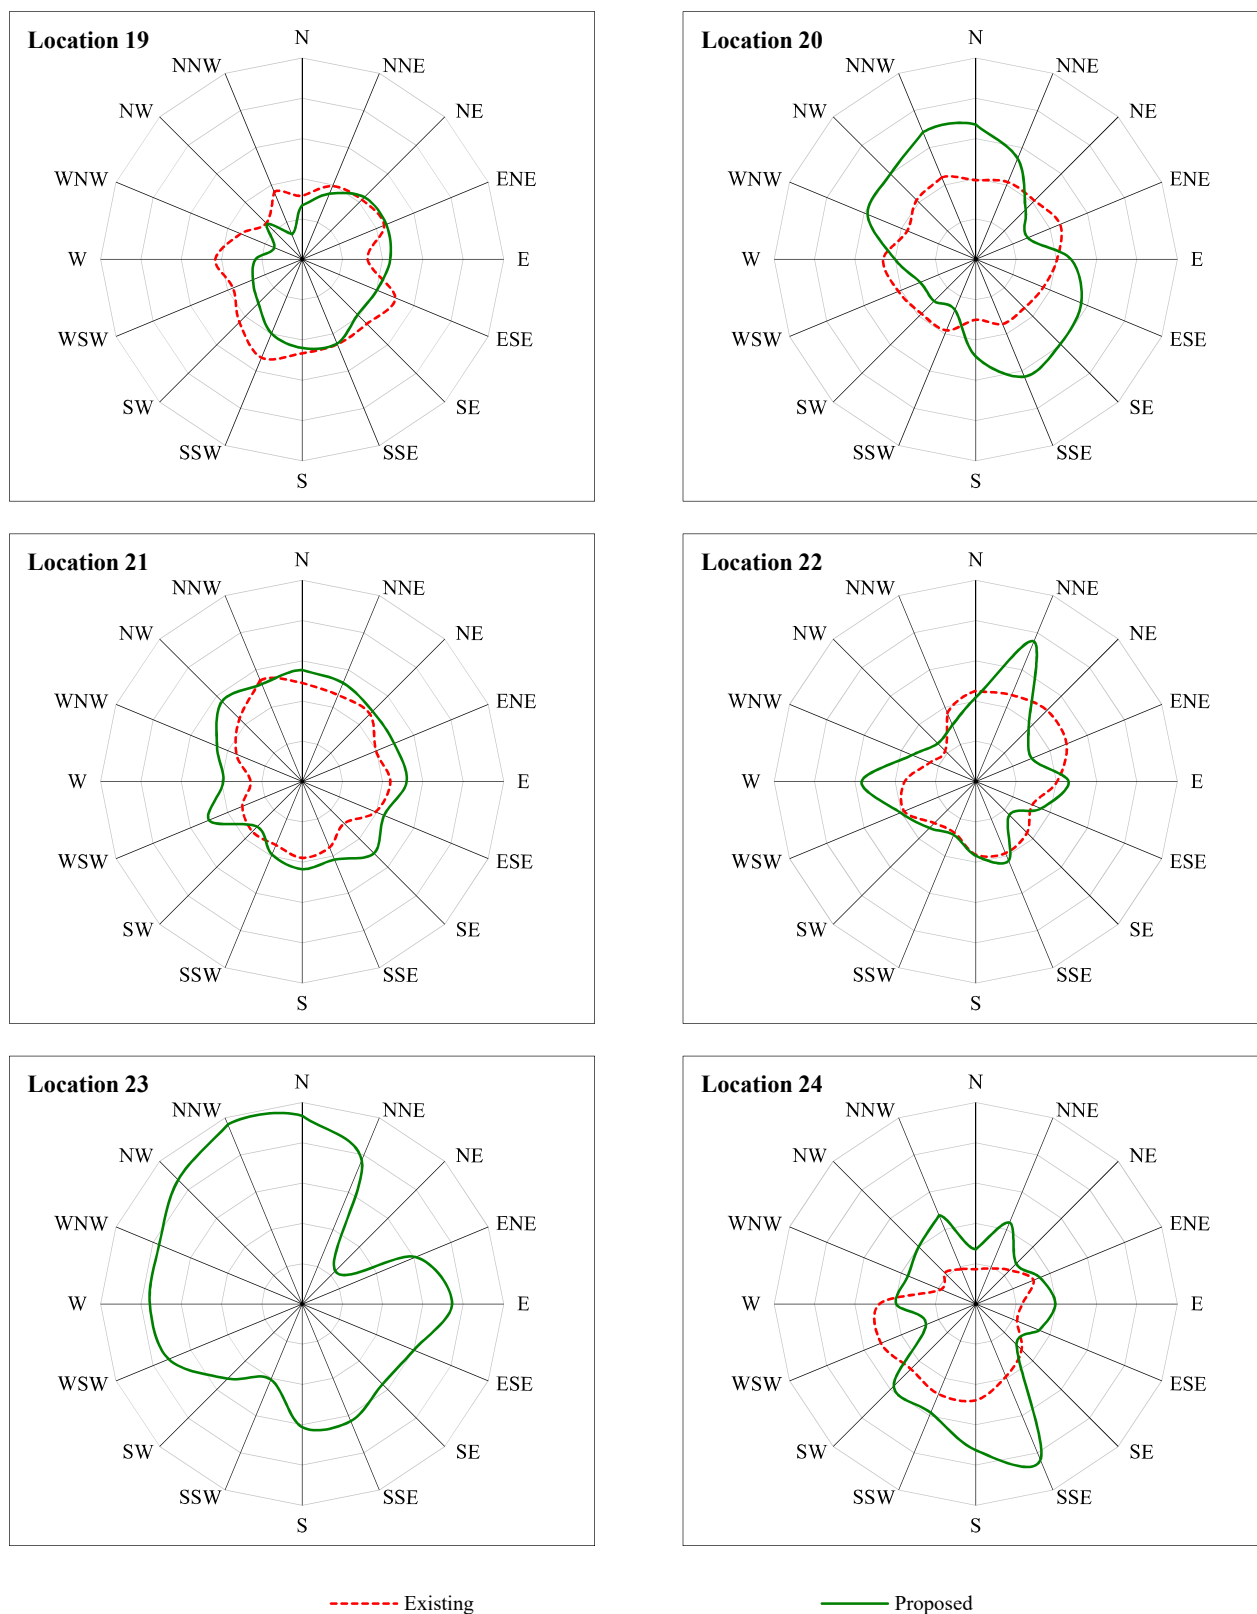 Location 19
N
NNW
NNE
NW
NE
WNW
ENE
W
E
WSW
ESE
SW
SE
SSW
SSE
S
Location 20
N
NNW
NNE
NW
NE
WNW
ENE
W
E
WSW
ESE
SW
SE
SSW
SSE
S
Location 21
N
NNW
NNE
NW
NE
WNW
ENE
W
E
WSW
ESE
SW
SE
SSW
SSE
S
Location 22
N
NNW
NNE
NW
NE
WNW
ENE
W
E
WSW
ESE
SW
SE
SSW
SSE
S
Location 23
N
NNW
NNE
NW
NE
WNW
ENE
W
E
WSW
ESE
SW
SE
SSW
SSE
S
Location 24
N
NNW
NNE
NW
NE
WNW
ENE
W
E
WSW
ESE
SW
SE
SSW
SSE
S
Existing
Proposed